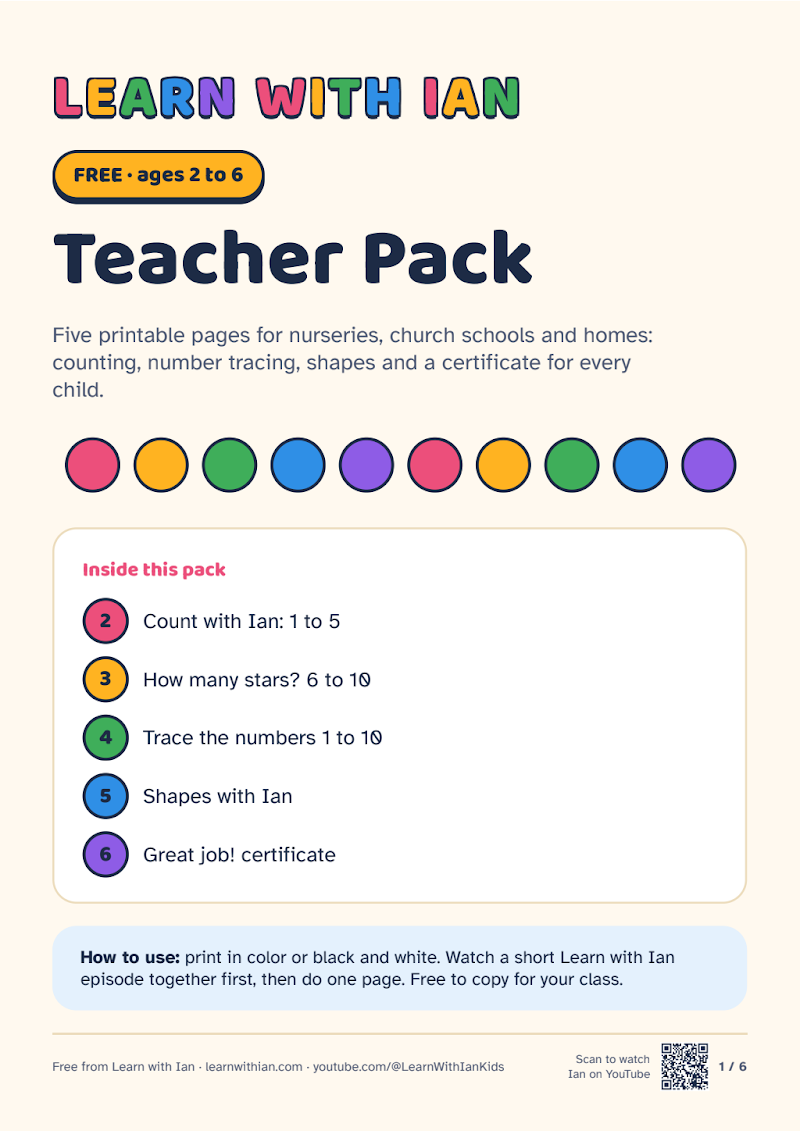 LEARN WITH IAN
FREE · ages 2 to 6
Teacher Pack
Five printable pages for nurseries, church schools and homes:
counting, number tracing, shapes and a certificate for every
child.
Inside this pack
2 Count with Ian: 1 to 5
3 How many stars? 6 to 10
4 Trace the numbers 1 to 10
5 Shapes with Ian
6 Great job! certificate
How to use: print in color or black and white. Watch a short Learn with Ian
episode together first, then do one page. Free to copy for your class.
Free from Learn with Ian · learnwithian.com · youtube.com/@LearnWithIanKids
Scan to watch
Ian on YouTube
1 / 6